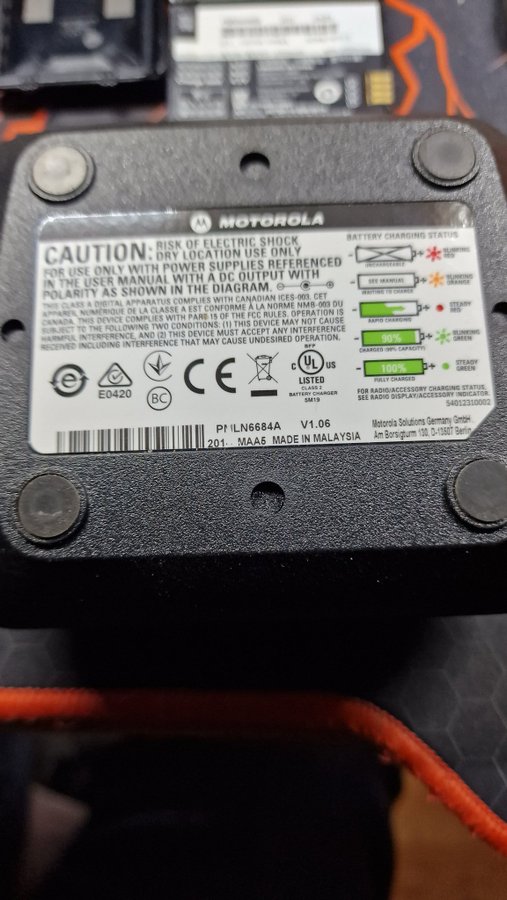 MOTOROLA
CAUTION: RISK OF ELECTRIC SHOCK
DRY LOCATION USE ONLY
FOR USE ONLY WITH POWER SUPPLIES REFERENCED
IN THE USER MANUAL WITH A DC OUTPUT WITH
POLARITY AS SHOWN IN THE DIAGRAM.
THIS CLASS B DIGITAL APPARATUS COMPLIES WITH CANADIAN ICES-003. CET
APPAREIL NUMÉRIQUE DE LA CLASSE B EST CONFORME À LA NORME NMB-003 DU
CANADA. THIS DEVICE COMPLIES WITH PART 15 OF THE FCC RULES. OPERATION IS
SUBJECT TO THE FOLLOWING TWO CONDITIONS: (1) THIS DEVICE MAY NOT CAUSE
HARMFUL INTERFERENCE, AND (2) THIS DEVICE MUST ACCEPT ANY INTERFERENCE
RECEIVED INCLUDING INTERFERENCE THAT MAY CAUSE UNDESIRED OPERATION.
E0420
BC
CE
BFP
C UL US
LISTED
CLASS 2
BATTERY CHARGER
5M19
LN6684A V1.06
MAA5 MADE IN MALAYSIA
BATTERY CHARGING STATUS
UNCHARGEABLE
BLINKING RED
SEE MANUAL
WAITING TO CHARGE
BLINKING ORANGE
RAPID CHARGING
STEADY RED
90%
CHARGED (90% CAPACITY)
BLINKING GREEN
100%
FULLY CHARGED
STEADY GREEN
FOR RADIO/ACCESSORY CHARGING STATUS,
SEE RADIO DISPLAY/ACCESSORY INDICATOR.
54012310002
Motorola Solutions Germany GmbH
Am Borsigturm 130, D-13507 Berlin